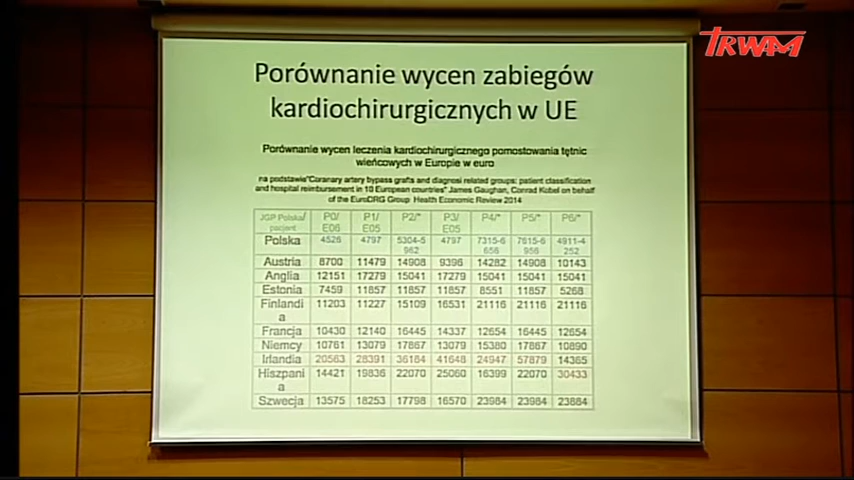 TRWAM
Porównanie wycen zabiegów
kardiochirurgicznych w UE
Porównanie wycen leczenia kardiochirurgicznego pomostowania tętnic
wieńcowych w Europie w euro
na podstawie"Coranary artery bypass grafts and diagnosi related groups: patient classification
and hospital reimbursement in 10 European countries" James Gaughan, Conrad Kobel on behalf
of the EuroDRG Group Health Economic Review 2014
JGP Polska/ P0/ P1/ P2/* P3/ P4/* P5/* P6/*
pacjent E06 E05 E05
Polska 4526 4797 5304-5 4797 7315-6 7615-6 4911-4
962 656 956 252
Austria 8700 11479 14908 9396 14282 14908 10143
Anglia 12151 17279 15041 17279 15041 15041 15041
Estonia 7459 11857 11857 11857 8551 11857 5268
Finlandi 11203 11227 15109 16531 21116 21116 21116
a
Francja 10430 12140 16445 14337 12654 16445 12654
Niemcy 10761 13079 17867 13079 15380 17867 10890
Irlandia 20563 28391 36184 41648 24947 57879 14365
Hiszpani 14421 19836 22070 25060 16399 22070 30433
a
Szwecja 13575 18253 17798 16570 23984 23984 23884